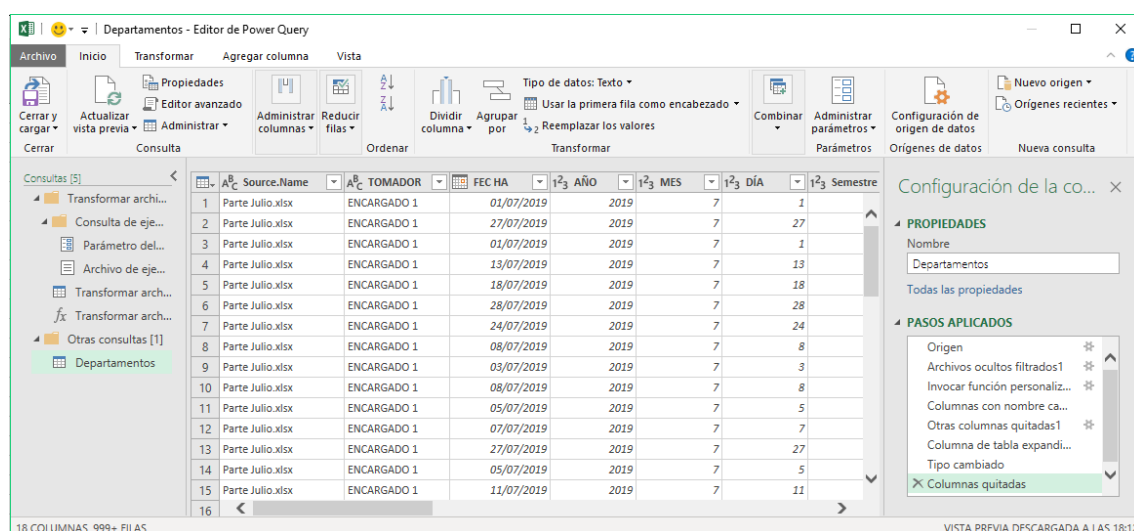 Departamentos - Editor de Power Query
Archivo Inicio Transformar Agregar columna Vista
Cerrar y cargar
Cerrar
Actualizar vista previa
Propiedades
Editor avanzado
Administrar
Consulta
Administrar columnas
Reducir filas
Ordenar
Dividir columna
Agrupar por
Tipo de datos: Texto
Usar la primera fila como encabezado
1 2 Reemplazar los valores
Transformar
Combinar
Administrar parámetros
Parámetros
Configuración de origen de datos
Orígenes de datos
Nuevo origen
Orígenes recientes
Nueva consulta
Consultas [5]
Transformar archi...
Consulta de eje...
Parámetro del...
Archivo de eje...
Transformar arch...
fx Transformar arch...
Otras consultas [1]
Departamentos
ABC Source.Name ABC TOMADOR FEC HA 123 AÑO 123 MES 123 DÍA 123 Semestre
1 Parte Julio.xlsx ENCARGADO 1 01/07/2019 2019 7 1
2 Parte Julio.xlsx ENCARGADO 1 27/07/2019 2019 7 27
3 Parte Julio.xlsx ENCARGADO 1 01/07/2019 2019 7 1
4 Parte Julio.xlsx ENCARGADO 1 13/07/2019 2019 7 13
5 Parte Julio.xlsx ENCARGADO 1 18/07/2019 2019 7 18
6 Parte Julio.xlsx ENCARGADO 1 28/07/2019 2019 7 28
7 Parte Julio.xlsx ENCARGADO 1 24/07/2019 2019 7 24
8 Parte Julio.xlsx ENCARGADO 1 08/07/2019 2019 7 8
9 Parte Julio.xlsx ENCARGADO 1 03/07/2019 2019 7 3
10 Parte Julio.xlsx ENCARGADO 1 08/07/2019 2019 7 8
11 Parte Julio.xlsx ENCARGADO 1 05/07/2019 2019 7 5
12 Parte Julio.xlsx ENCARGADO 1 07/07/2019 2019 7 7
13 Parte Julio.xlsx ENCARGADO 1 27/07/2019 2019 7 27
14 Parte Julio.xlsx ENCARGADO 1 05/07/2019 2019 7 5
15 Parte Julio.xlsx ENCARGADO 1 11/07/2019 2019 7 11
16
Configuración de la co...
PROPIEDADES
Nombre
Departamentos
Todas las propiedades
PASOS APLICADOS
Origen
Archivos ocultos filtrados1
Invocar función personaliz...
Columnas con nombre ca...
Otras columnas quitadas1
Columna de tabla expandi...
Tipo cambiado
Columnas quitadas
18 COLUMNAS, 999+ FILAS
VISTA PREVIA DESCARGADA A LAS